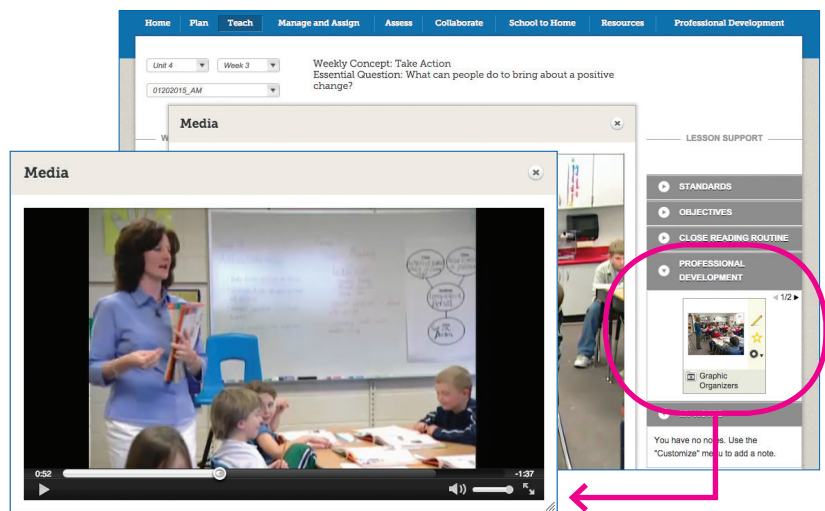 Home Plan Teach Manage and Assign Assess Collaborate School to Home Resources Professional Development
Unit 4 Week 3
01202015_AM
Weekly Concept: Take Action
Essential Question: What can people do to bring about a positive
change?
Media
W
LESSON SUPPORT
STANDARDS
OBJECTIVES
CLOSE READING ROUTINE
PROFESSIONAL
DEVELOPMENT
1/2
Graphic
Organizers
You have no notes. Use the
"Customize" menu to add a note.
Media
0:52
-1:37